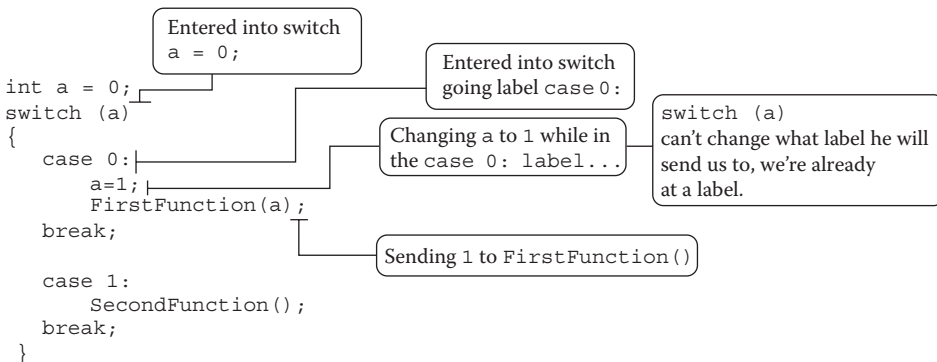 Entered into switch
a = 0;
Entered into switch
going label case 0:
int a = 0;
switch (a)
{
case 0:
a=1;
FirstFunction(a);
break;
case 1:
SecondFunction();
break;
}
Changing a to 1 while in
the case 0: label...
switch (a)
can't change what label he will
send us to, we're already
at a label.
Sending 1 to FirstFunction()